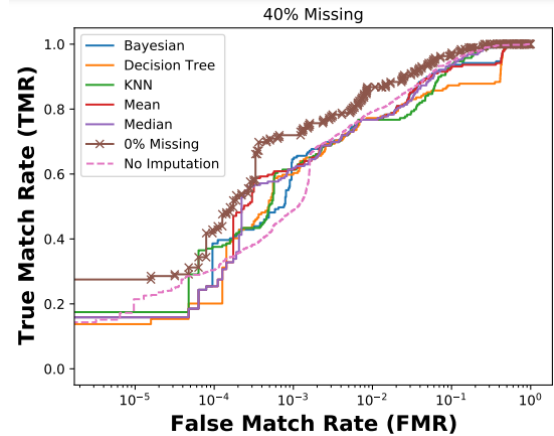 40% Missing
True Match Rate (TMR)
1.0
0.8
0.6
0.4
0.2
0.0
Bayesian
Decision Tree
KNN
Mean
Median
0% Missing
No Imputation
10⁻⁵ 10⁻⁴ 10⁻³ 10⁻² 10⁻¹ 10⁰
False Match Rate (FMR)